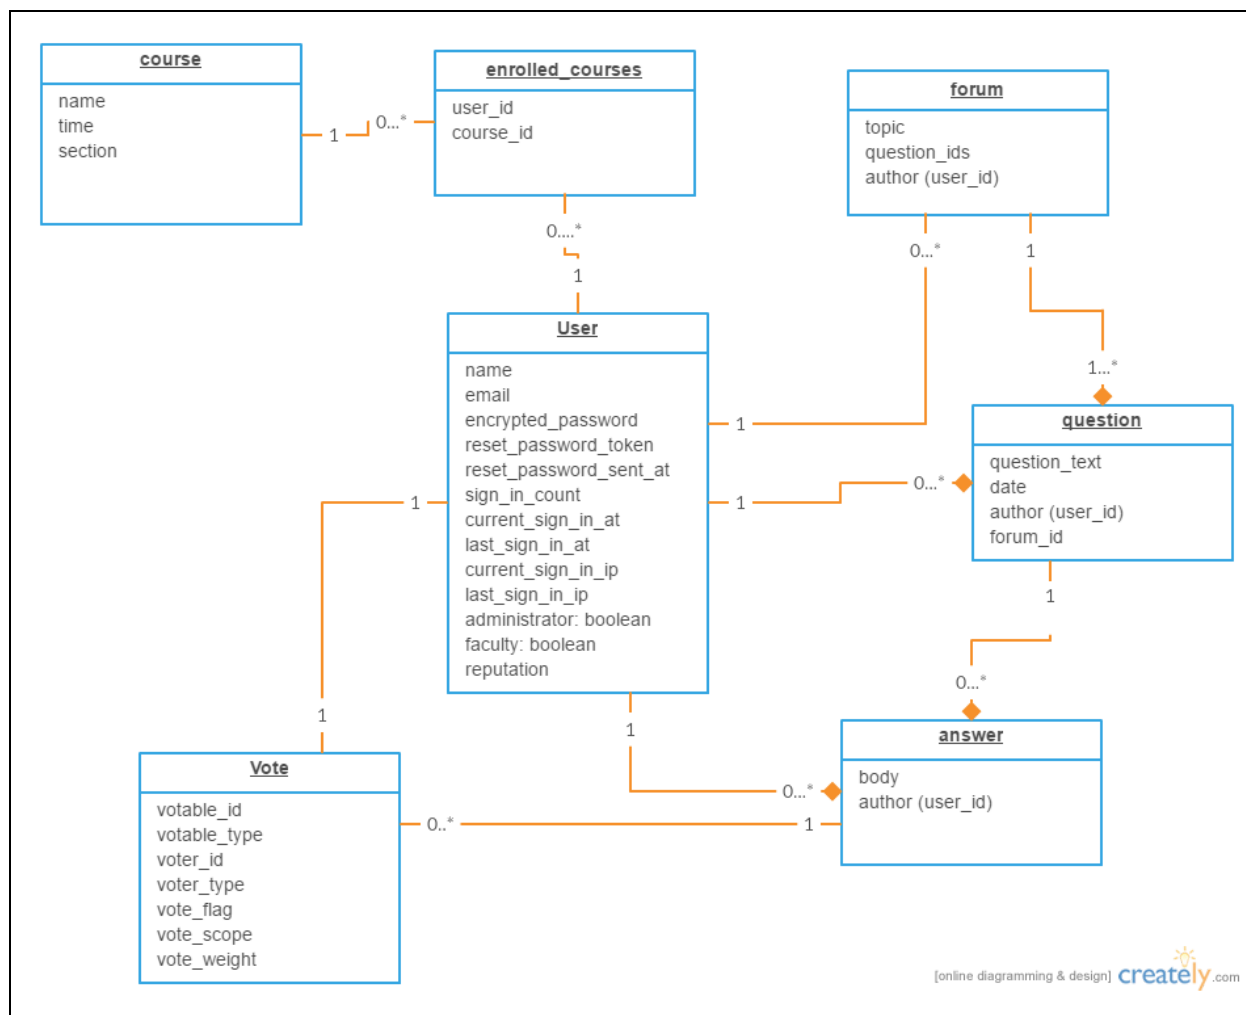 course
name
time
section
1
0...*
enrolled_courses
user_id
course_id
0....*
1
forum
topic
question_ids
author (user_id)
0...*
1
1...*
User
name
email
encrypted_password
reset_password_token
reset_password_sent_at
sign_in_count
current_sign_in_at
last_sign_in_at
current_sign_in_ip
last_sign_in_ip
administrator: boolean
faculty: boolean
reputation
1
1
0...*
question
question_text
date
author (user_id)
forum_id
1
0...*
1
1
1
0...*
Vote
votable_id
votable_type
voter_id
voter_type
vote_flag
vote_scope
vote_weight
0..*
1
answer
body
author (user_id)
[online diagramming & design] creately.com